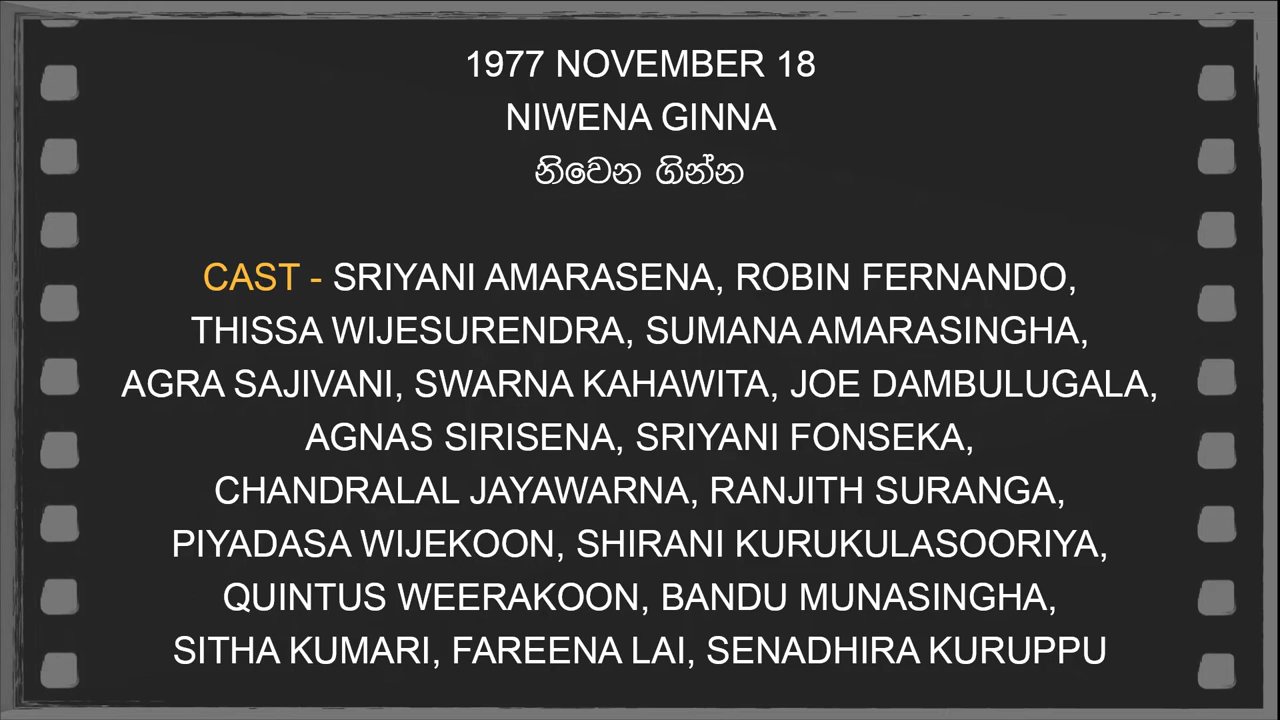 1977 NOVEMBER 18
NIWENA GINNA
නිවෙන ගින්න
CAST - SRIYANI AMARASENA, ROBIN FERNANDO,
THISSA WIJESURENDRA, SUMANA AMARASINGHA,
AGRA SAJIVANI, SWARNA KAHAWITA, JOE DAMBULUGALA,
AGNAS SIRISENA, SRIYANI FONSEKA,
CHANDRALAL JAYAWARNA, RANJITH SURANGA,
PIYADASA WIJEKOON, SHIRANI KURUKULASOORIYA,
QUINTUS WEERAKOON, BANDU MUNASINGHA,
SITHA KUMARI, FAREENA LAI, SENADHIRA KURUPPU